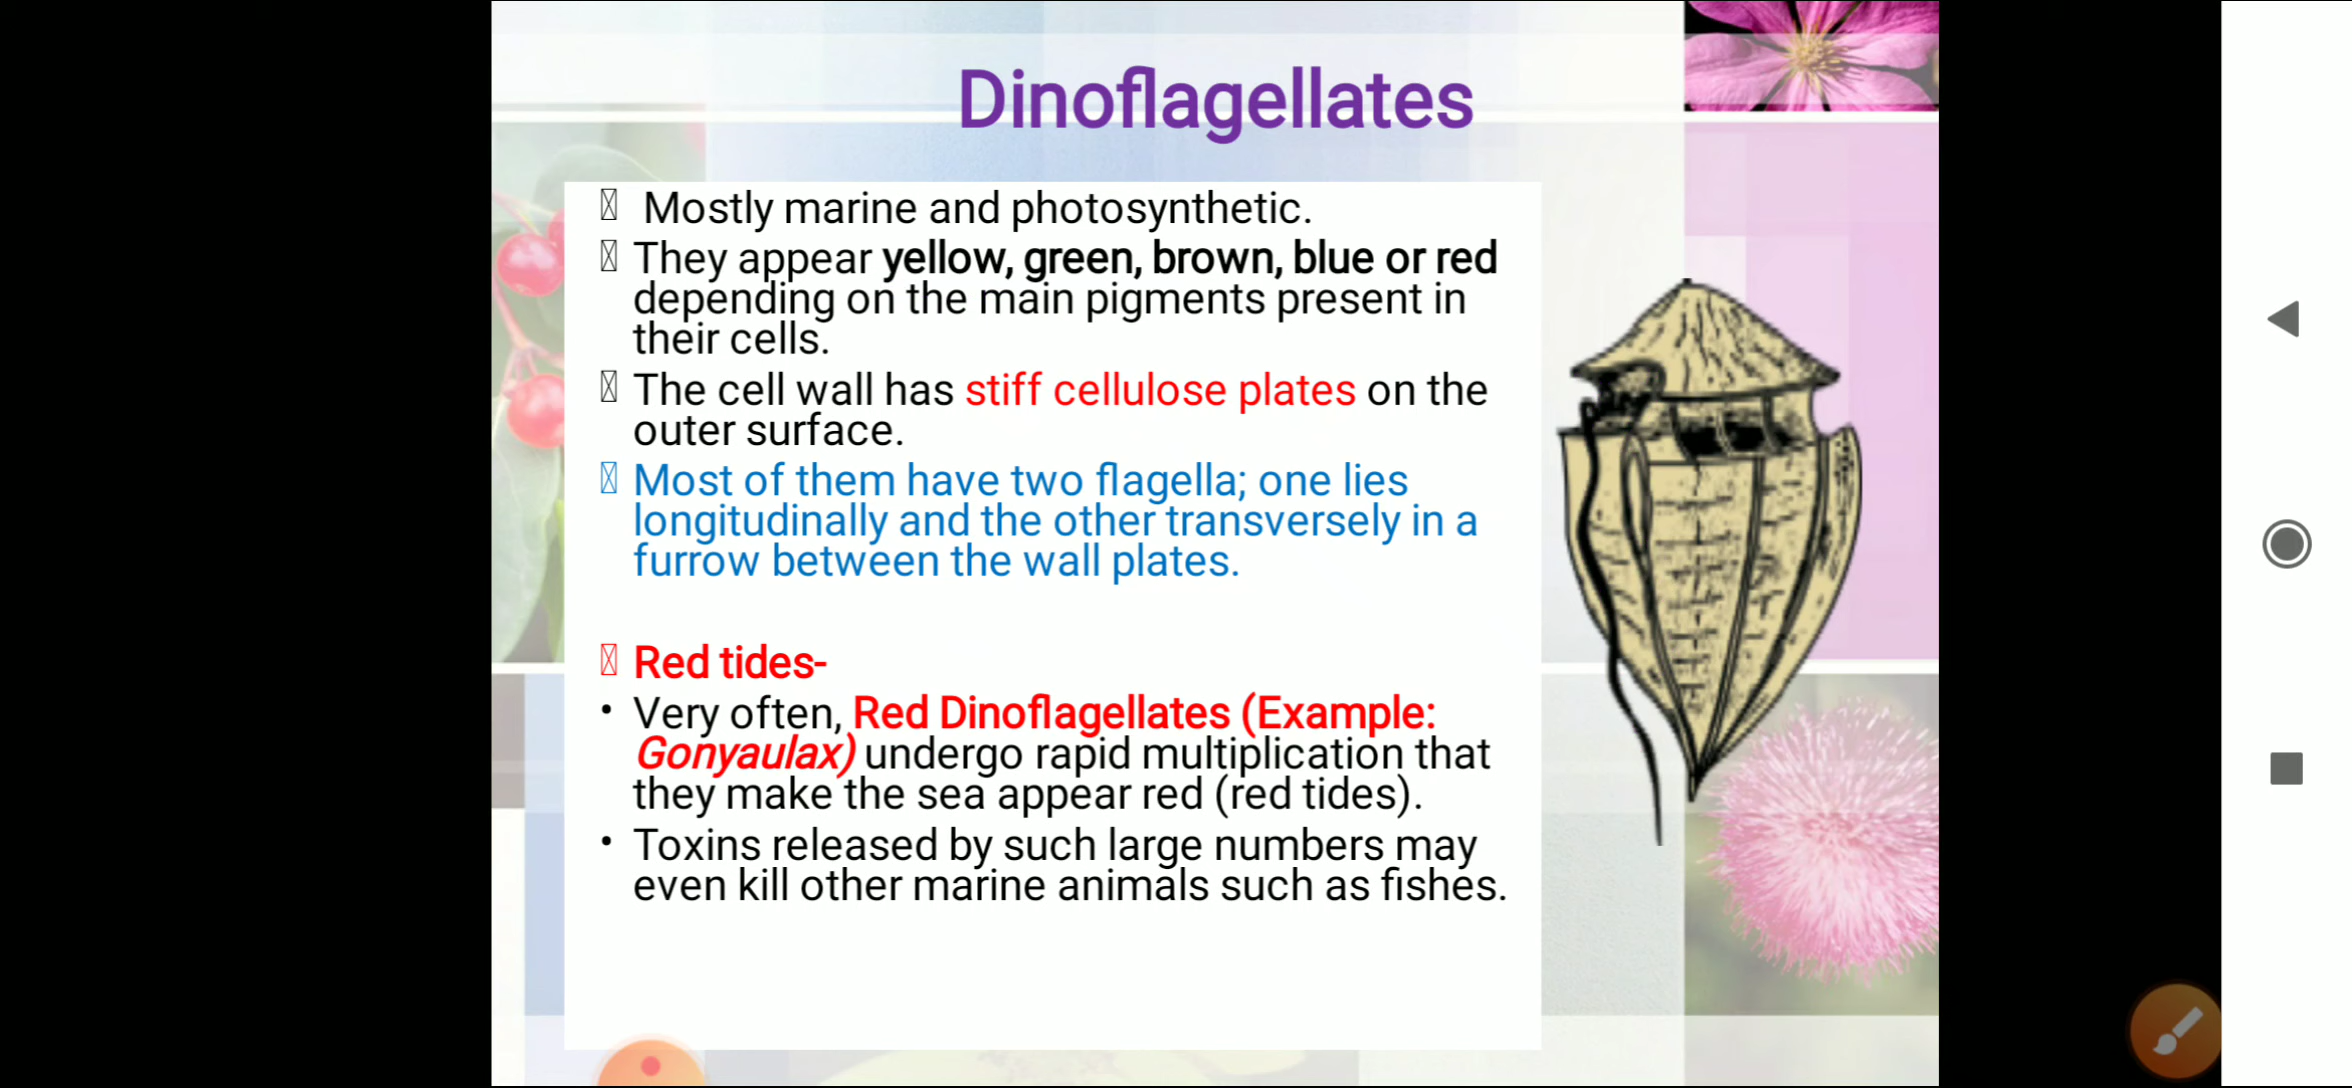 Dinoflagellates
Mostly marine and photosynthetic.
They appear yellow, green, brown, blue or red
depending on the main pigments present in
their cells.
The cell wall has stiff cellulose plates on the
outer surface.
Most of them have two flagella; one lies
longitudinally and the other transversely in a
furrow between the wall plates.
Red tides-
• Very often, Red Dinoflagellates (Example:
Gonyaulax) undergo rapid multiplication that
they make the sea appear red (red tides).
• Toxins released by such large numbers may
even kill other marine animals such as fishes.